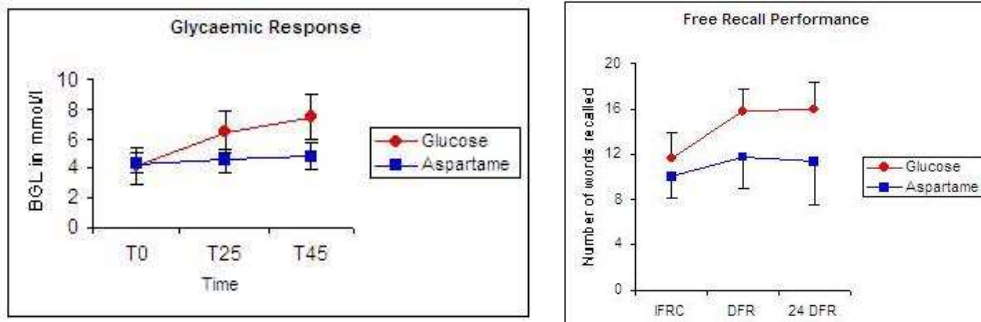 Glycaemic Response
BGL in mmol/l
10
8
6
4
2
0
T0 T25 T45
Time
Glucose
Aspartame
Free Recall Performance
Number of words recalled
20
16
12
8
4
0
IFRC DFR 24 DFR
Glucose
Aspartame